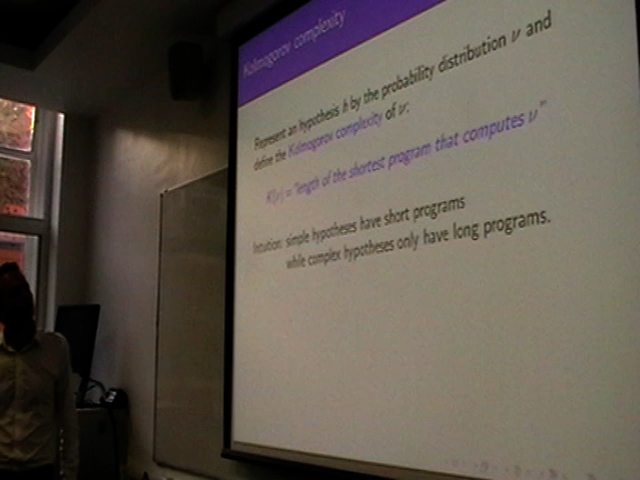 Kolmogorov complexity
Represent an hypothesis h by the probability distribution ν and
define the Kolmogorov complexity of ν:
K(ν) = "length of the shortest program that computes ν"
Intuition: simple hypotheses have short programs
while complex hypotheses only have long programs.